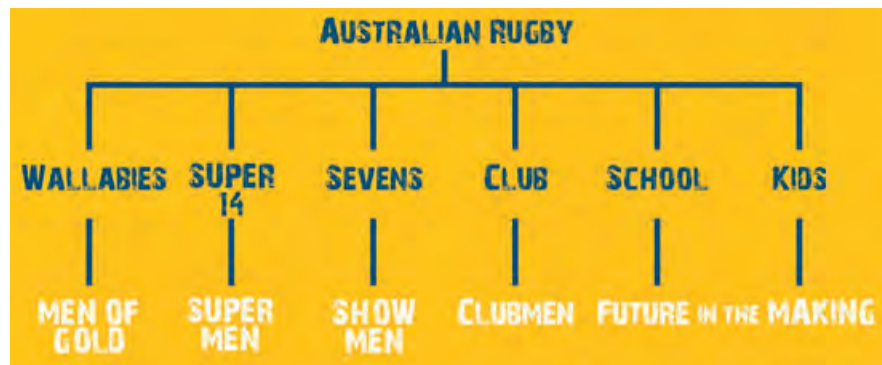 AUSTRALIAN RUGBY
WALLABIES
SUPER
14
SEVENS
CLUB
SCHOOL
KIDS
MEN OF
GOLD
SUPER
MEN
SHOW
MEN
CLUBMEN
FUTURE IN THE MAKING